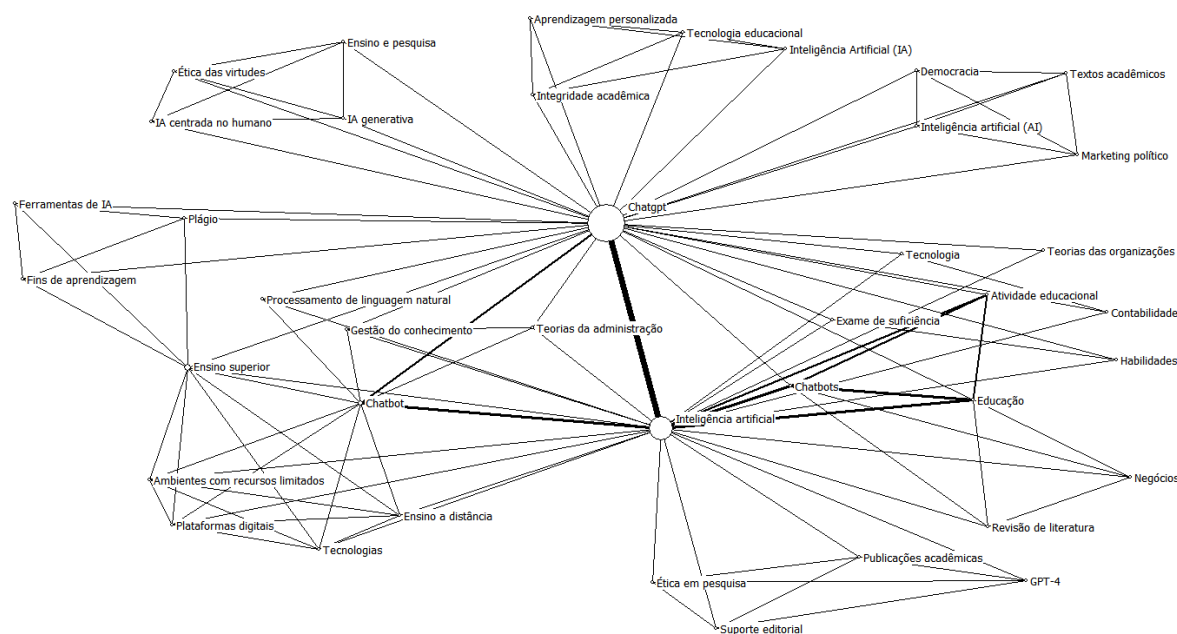 Aprendizagem personalizada
Tecnologia educacional
Ensino e pesquisa
Inteligência Artificial (IA)
Ética das virtudes
Democracia
Textos acadêmicos
Integridade acadêmica
IA centrada no humano
IA generativa
Inteligência artificial (AI)
Marketing político
Ferramentas de IA
Chatgpt
Plágio
Teorias das organizações
Tecnologia
Fins de aprendizagem
Atividade educacional
Processamento de linguagem natural
Contabilidade
Exame de suficiência
Gestão do conhecimento
Teorias da administração
Habilidades
Ensino superior
Chatbots
Chatbot
Educação
Inteligência artificial
Ambientes com recursos limitados
Negócios
Ensino a distância
Plataformas digitais
Revisão de literatura
Tecnologias
Publicações acadêmicas
Ética em pesquisa
GPT-4
Suporte editorial